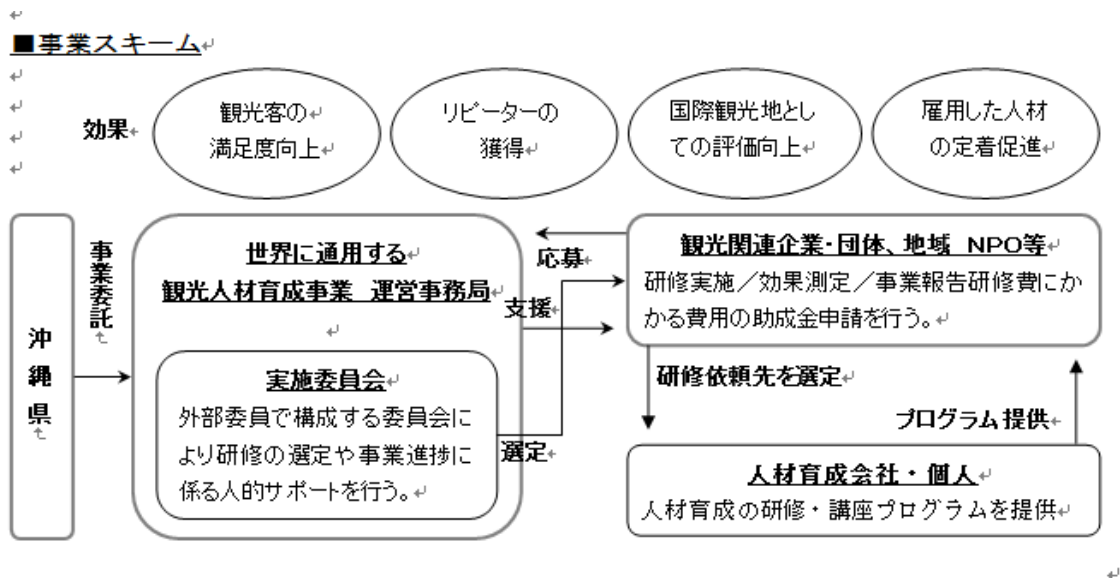 ■事業スキーム
効果
観光客の
満足度向上
リピーターの
獲得
国際観光地とし
ての評価向上
雇用した人材
の定着促進
沖縄県
事業委託
世界に通用する
観光人材育成事業 運営事務局
実施委員会
外部委員で構成する委員会に
より研修の選定や事業進捗に
係る人的サポートを行う。
応募
支援
選定
観光関連企業・団体、地域 NPO等
研修実施／効果測定／事業報告研修費にか
かる費用の助成金申請を行う。
研修依頼先を選定
プログラム提供
人材育成会社・個人
人材育成の研修・講座プログラムを提供